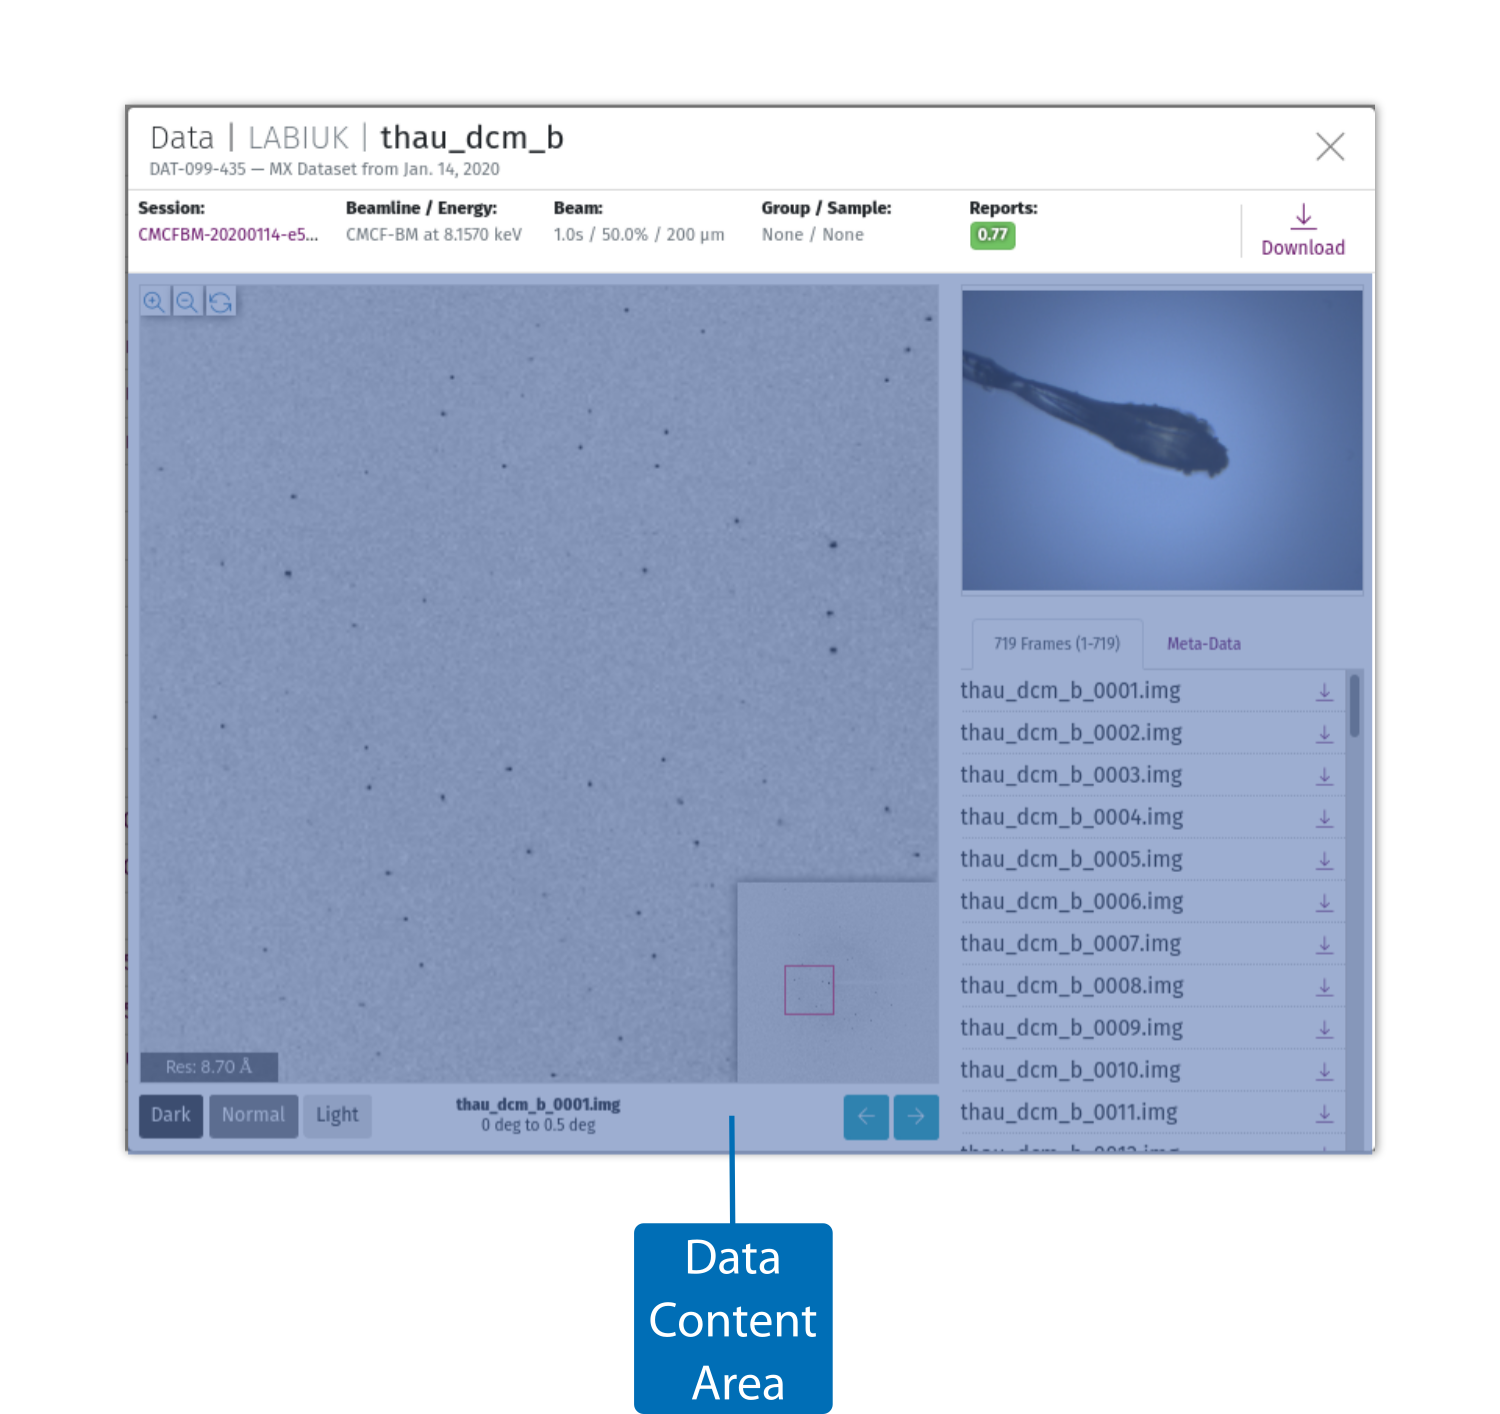 Data | LABIUK | thau_dcm_b
DAT-099-435 — MX Dataset from Jan. 14, 2020
Session:
CMCFBM-20200114-e5...
Beamline / Energy:
CMCF-BM at 8.1570 keV
Beam:
1.0s / 50.0% / 200 µm
Group / Sample:
None / None
Reports:
0.77
Download
Res: 8.70 Å
Dark
Normal
Light
thau_dcm_b_0001.img
0 deg to 0.5 deg
719 Frames (1-719)
Meta-Data
thau_dcm_b_0001.img
thau_dcm_b_0002.img
thau_dcm_b_0003.img
thau_dcm_b_0004.img
thau_dcm_b_0005.img
thau_dcm_b_0006.img
thau_dcm_b_0007.img
thau_dcm_b_0008.img
thau_dcm_b_0009.img
thau_dcm_b_0010.img
thau_dcm_b_0011.img
Data
Content
Area